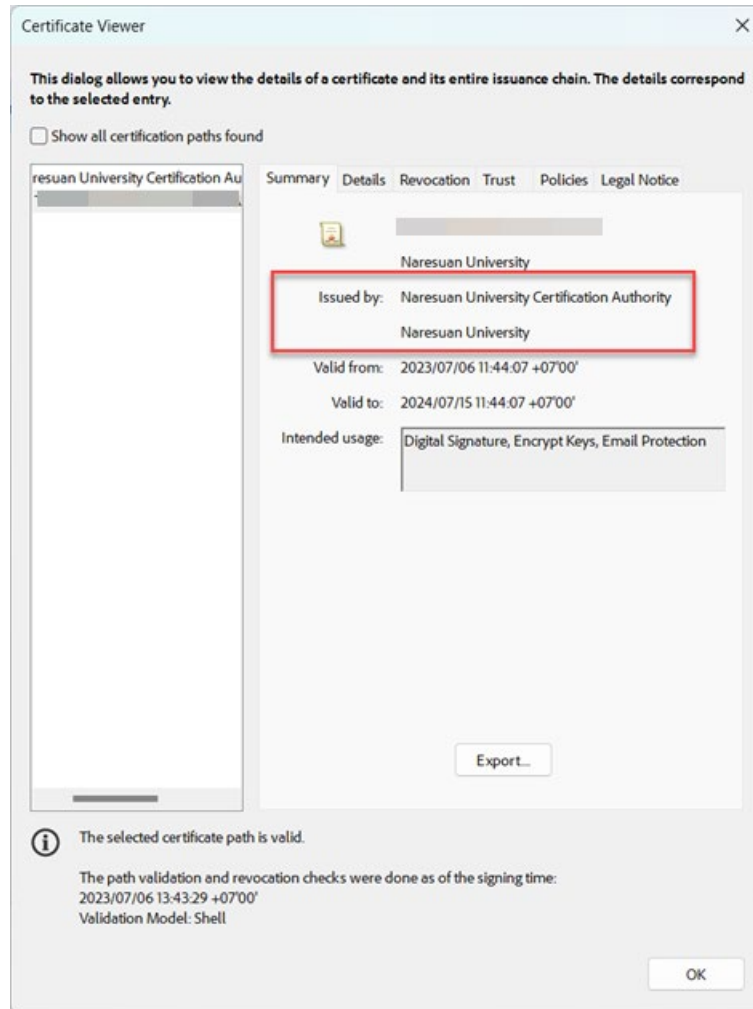 Certificate Viewer
This dialog allows you to view the details of a certificate and its entire issuance chain. The details correspond
to the selected entry.
Show all certification paths found
resuan University Certification Au
Summary Details Revocation Trust Policies Legal Notice
Naresuan University
Issued by: Naresuan University Certification Authority
Naresuan University
Valid from: 2023/07/06 11:44:07 +07'00'
Valid to: 2024/07/15 11:44:07 +07'00'
Intended usage: Digital Signature, Encrypt Keys, Email Protection
Export...
The selected certificate path is valid.
The path validation and revocation checks were done as of the signing time:
2023/07/06 13:43:29 +07'00'
Validation Model: Shell
OK